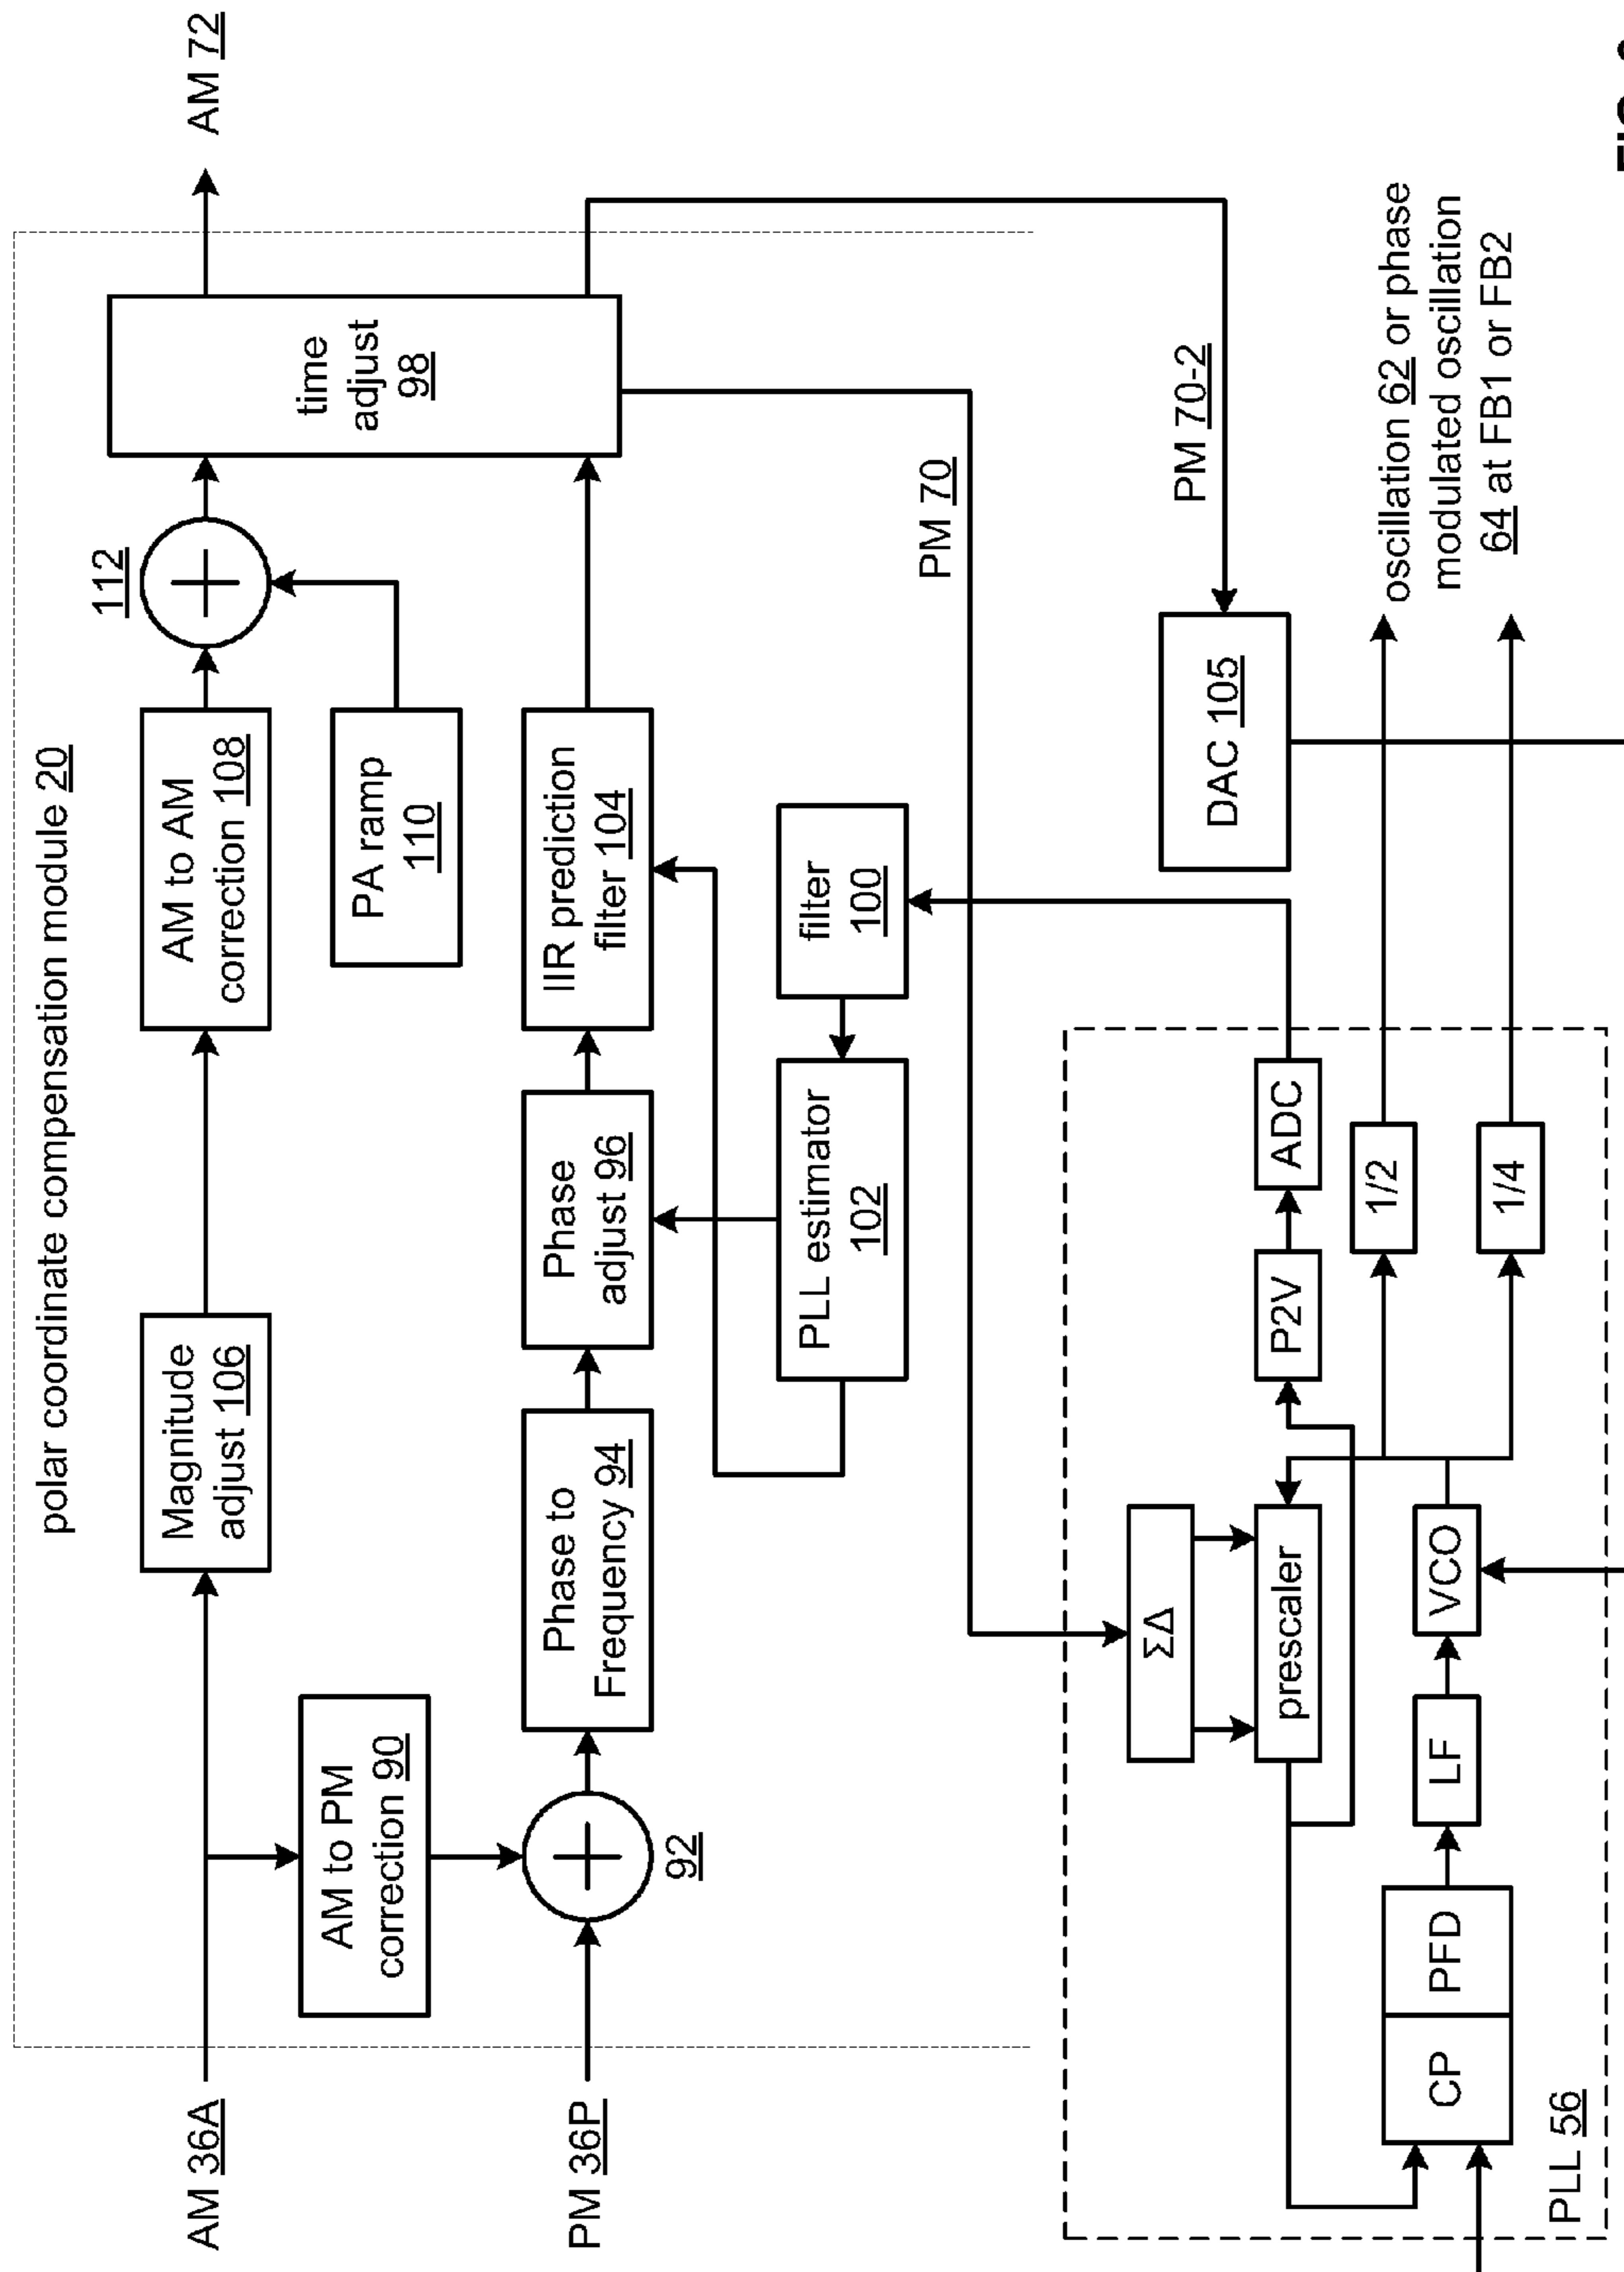 polar coordinate compensation module 20
AM 36A
Magnitude
adjust 106
AM to AM
correction 108
112
AM 72
PA ramp
110
AM to PM
correction 90
PM 36P
92
Phase to
Frequency 94
Phase
adjust 96
IIR prediction
filter 104
time
adjust
98
PLL estimator
102
filter
100
PM 70
PM 70-2
DAC 105
ΣΔ
prescaler
P2V
ADC
1/2
1/4
CP
PFD
LF
VCO
PLL 56
oscillation 62 or phase
modulated oscillation
64 at FB1 or FB2